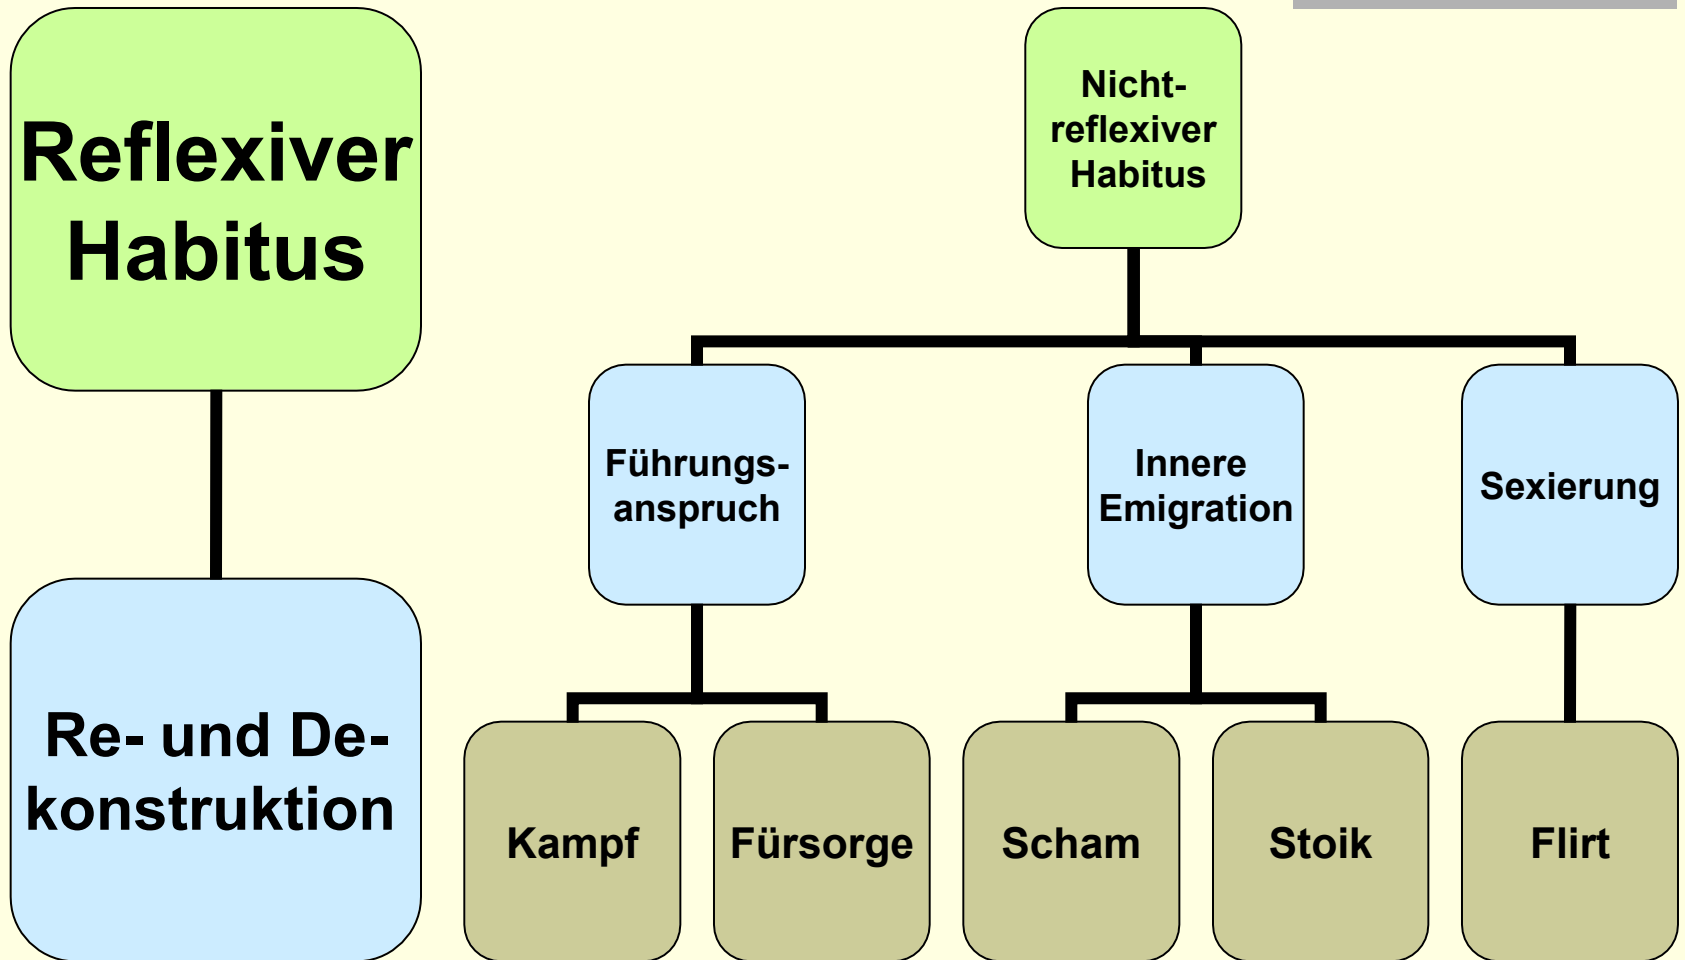 Reflexiver
Habitus
Nicht-
reflexiver
Habitus
Führungs-
anspruch
Innere
Emigration
Sexierung
Re- und De-
konstruktion
Kampf
Fürsorge
Scham
Stoik
Flirt